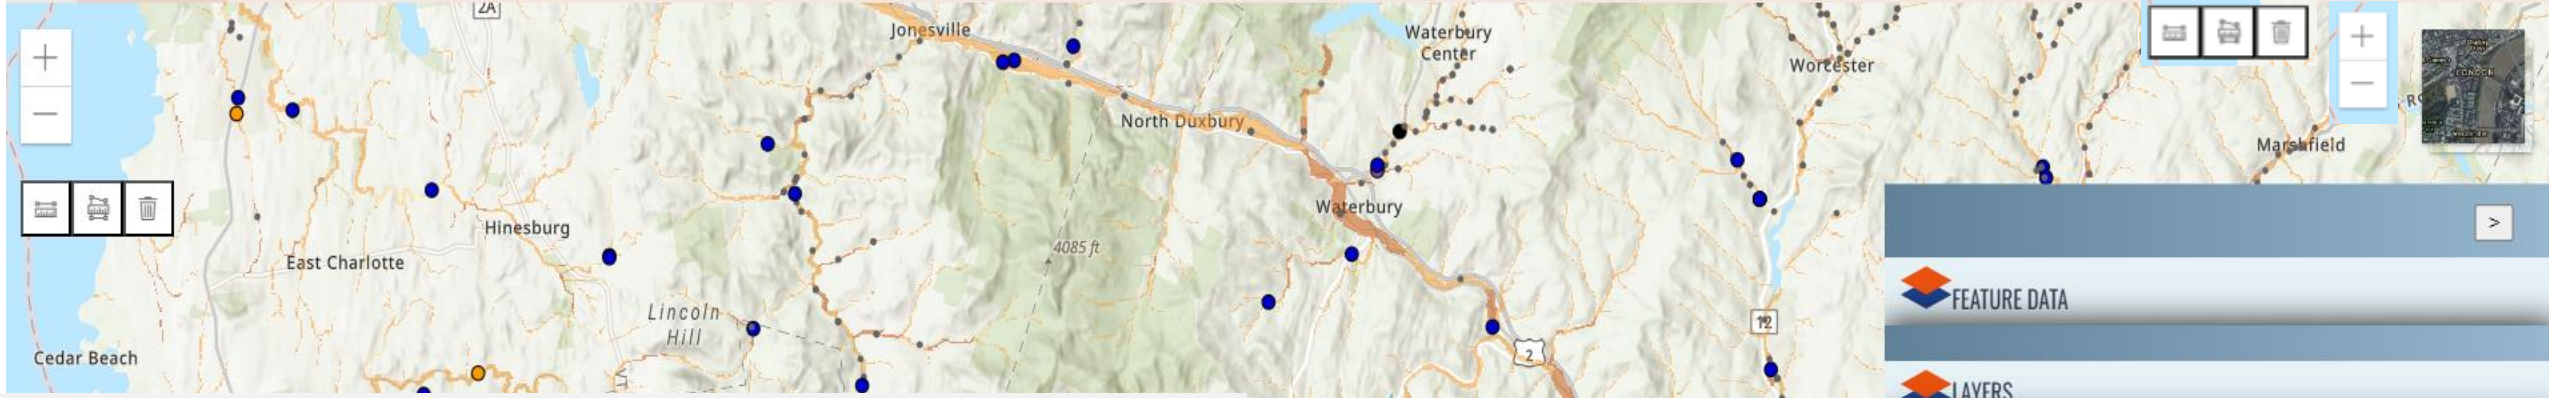 2A
Jonesville
Waterbury
Center
Worcester
LONDON
North Duxbury
Marshfield
Waterbury
>
Hinesburg
4085 ft
East Charlotte
FEATURE DATA
Lincoln
Hill
12
2
Cedar Beach
LAYERS